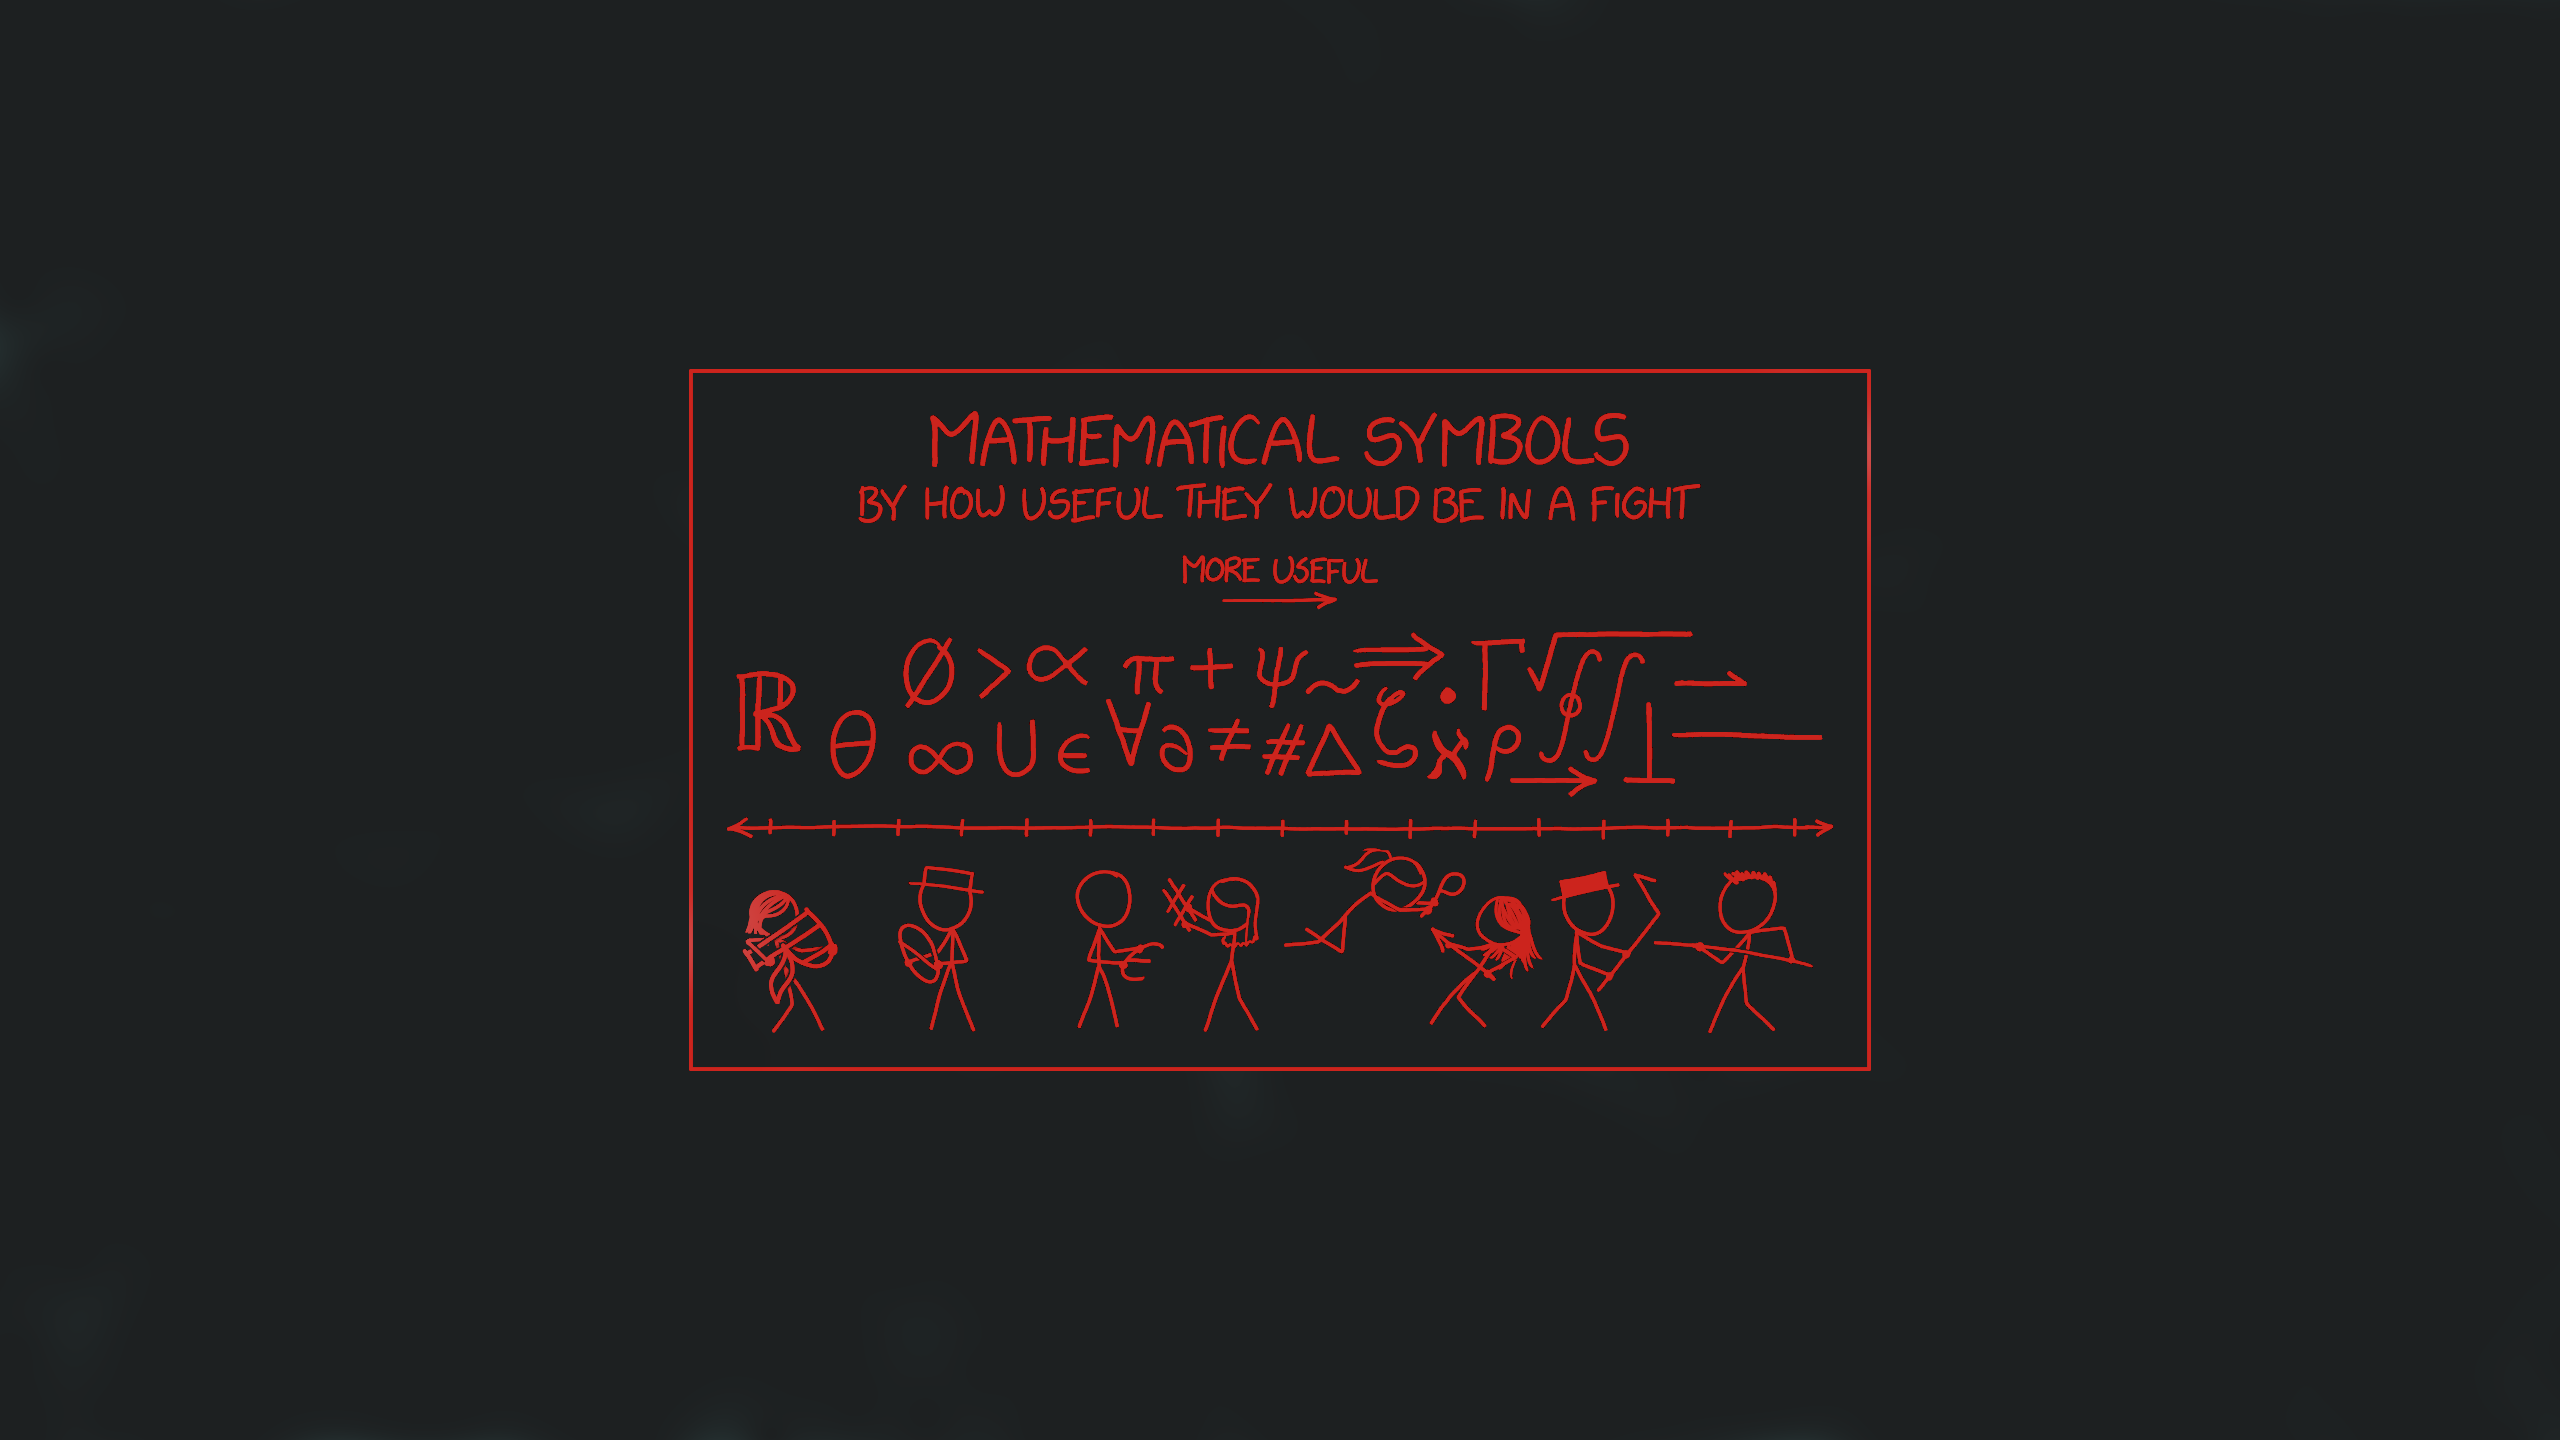 MATHEMATICAL SYMBOLS
BY HOW USEFUL THEY WOULD BE IN A FIGHT
MORE USEFUL
→
ℝ ∅ > ∝ π + ψ ~ ⇒ · Γ √ ∮ ∫ ⇀
θ ∞ ∪ ϵ ∀ ∂ ≠ # Δ ζ ẋ ρ → ⊥ —